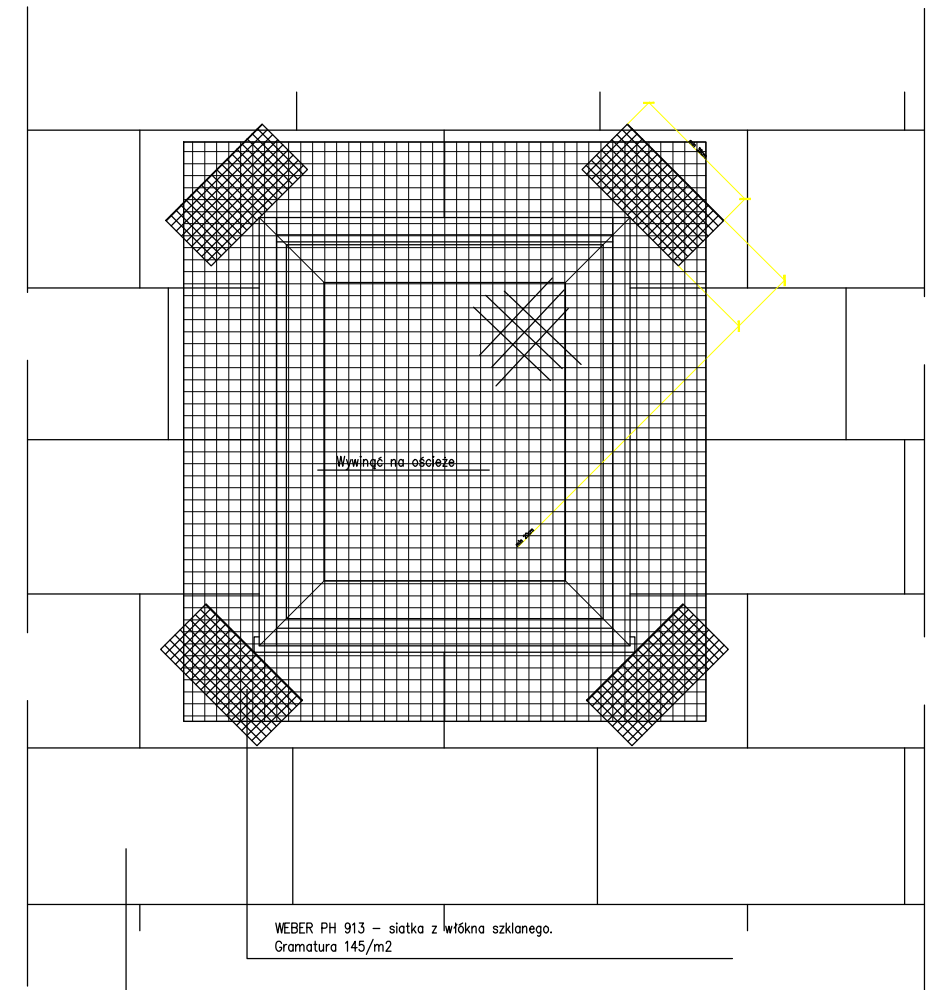 Wywinąć na ościeże
WEBER PH 913 – siatka z włókna szklanego.
Gramatura 145/m2